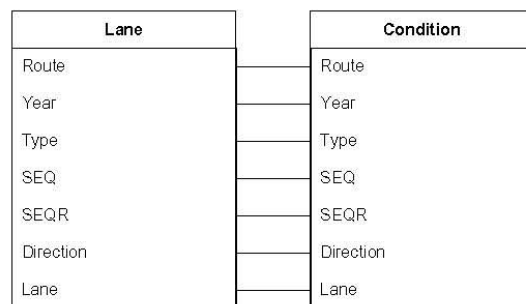 Lane Condition
Route Route
Year Year
Type Type
SEQ SEQ
SEQR SEQR
Direction Direction
Lane Lane